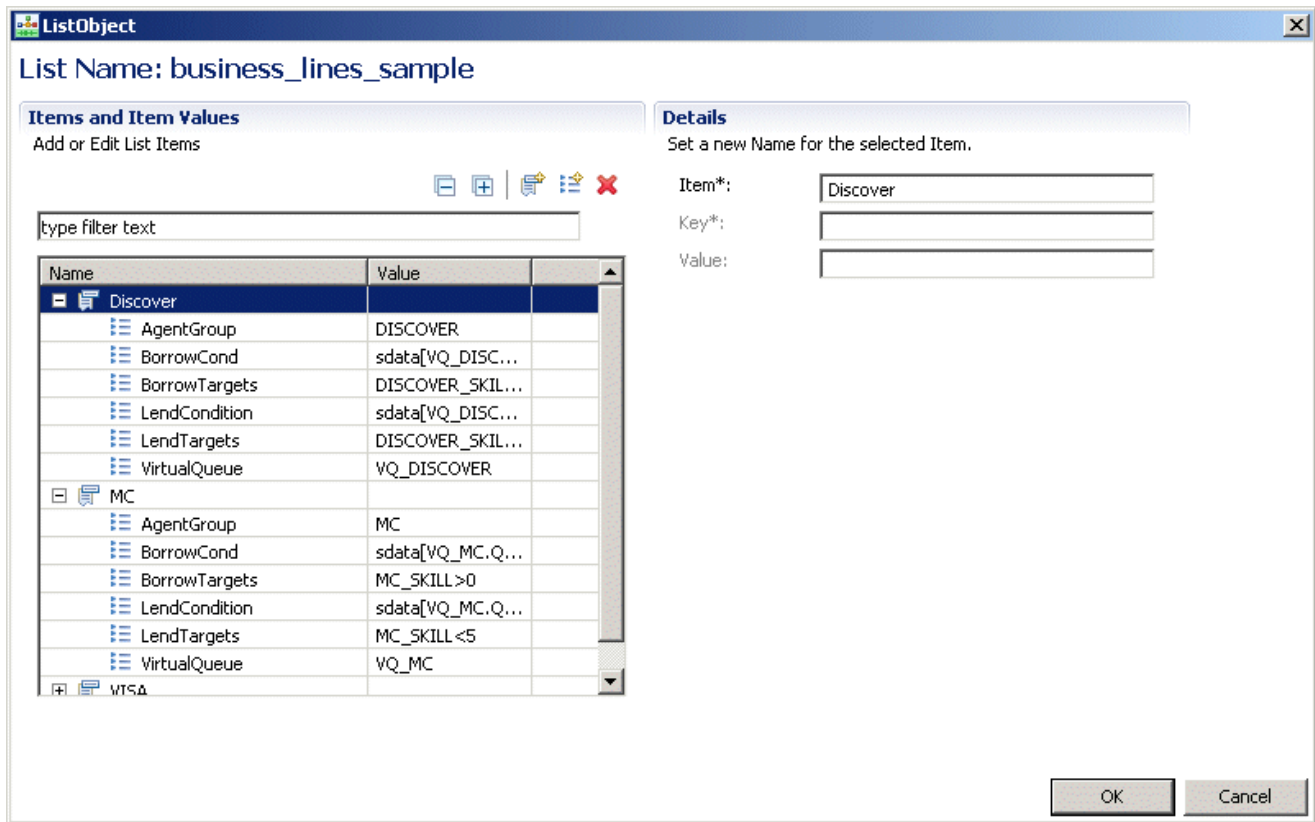 ListObject
List Name: business_lines_sample
Items and Item Values
Add or Edit List Items
type filter text
Name Value
Discover
AgentGroup DISCOVER
BorrowCond sdata[VQ_DISC...
BorrowTargets DISCOVER_SKIL...
LendCondition sdata[VQ_DISC...
LendTargets DISCOVER_SKIL...
VirtualQueue VQ_DISCOVER
MC
AgentGroup MC
BorrowCond sdata[VQ_MC.Q...
BorrowTargets MC_SKILL>0
LendCondition sdata[VQ_MC.Q...
LendTargets MC_SKILL<5
VirtualQueue VQ_MC
VISA
Details
Set a new Name for the selected Item.
Item*: Discover
Key*:
Value:
OK Cancel